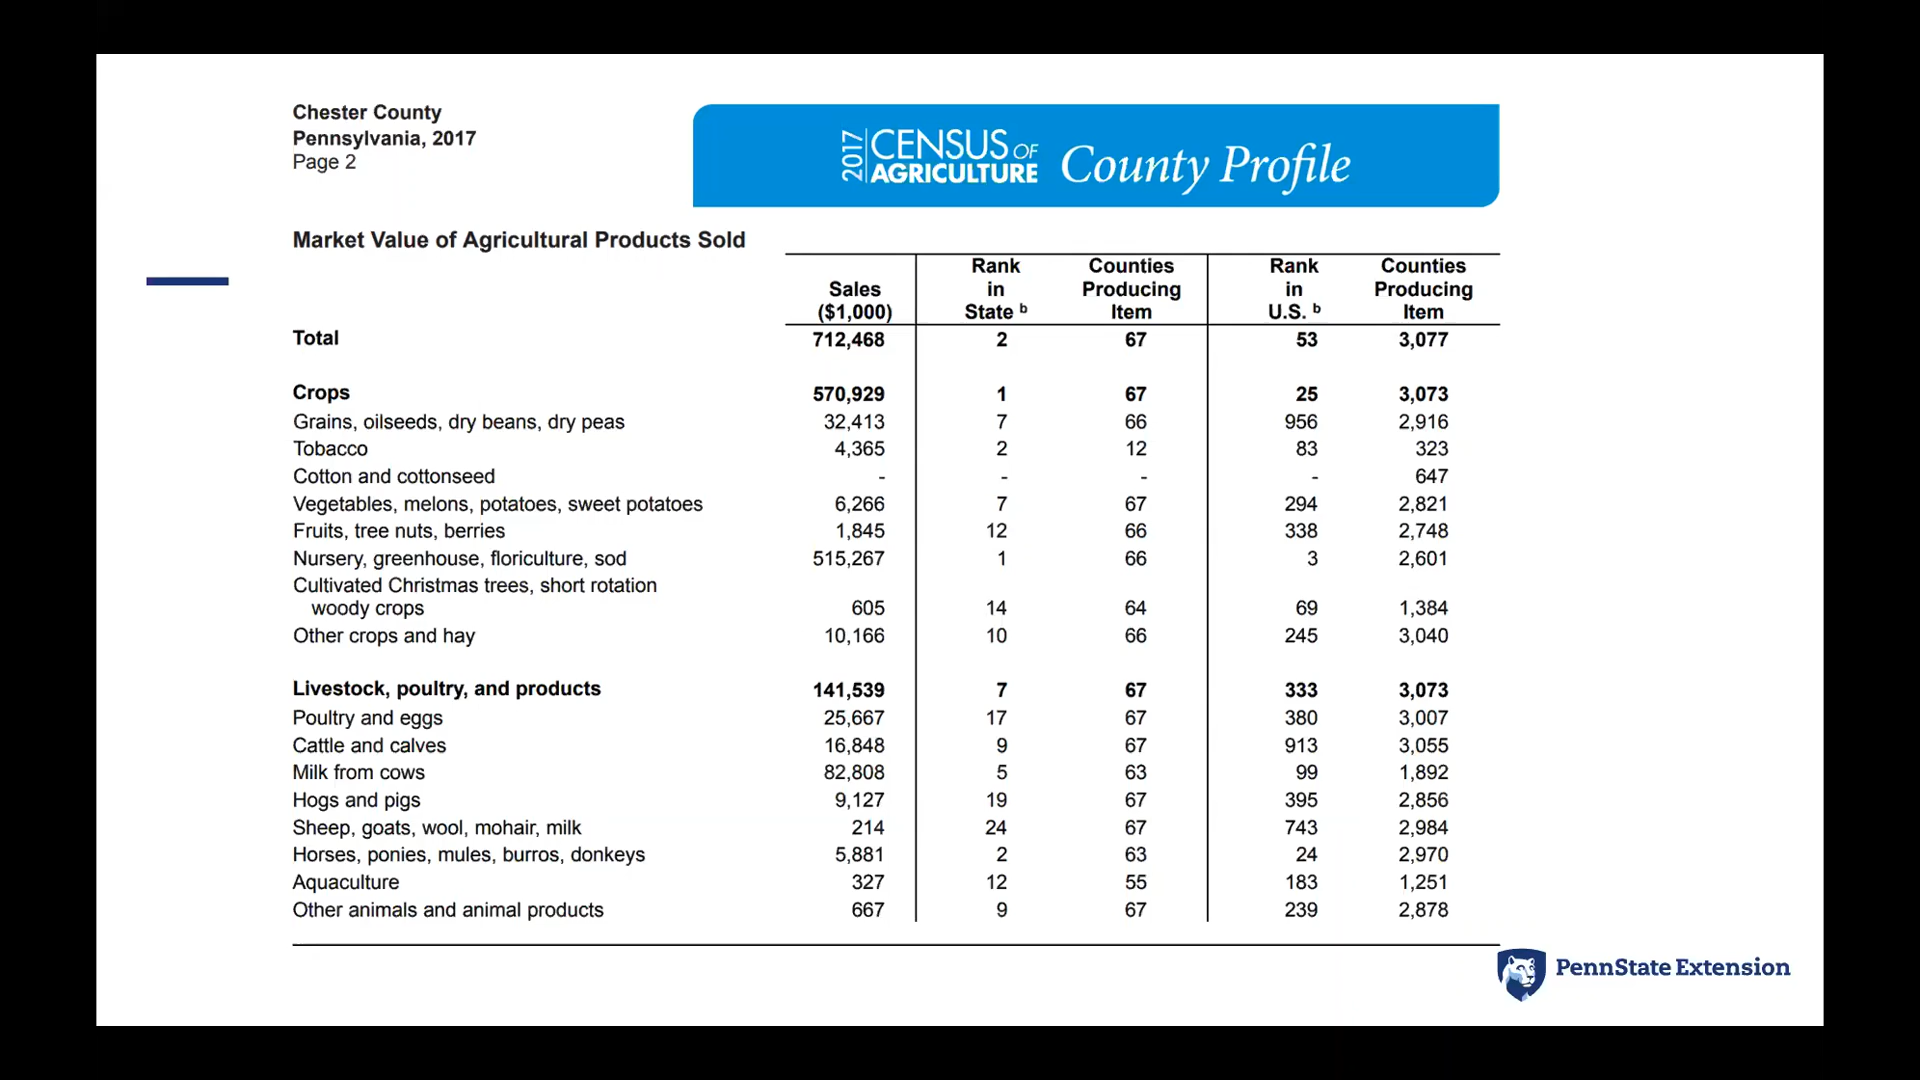 Chester County
Pennsylvania, 2017
Page 2
2017 CENSUS OF AGRICULTURE County Profile
Market Value of Agricultural Products Sold
Sales ($1,000) Rank in State b Counties Producing Item Rank in U.S. b Counties Producing Item
Total 712,468 2 67 53 3,077
Crops 570,929 1 67 25 3,073
Grains, oilseeds, dry beans, dry peas 32,413 7 66 956 2,916
Tobacco 4,365 2 12 83 323
Cotton and cottonseed - - - - 647
Vegetables, melons, potatoes, sweet potatoes 6,266 7 67 294 2,821
Fruits, tree nuts, berries 1,845 12 66 338 2,748
Nursery, greenhouse, floriculture, sod 515,267 1 66 3 2,601
Cultivated Christmas trees, short rotation
woody crops 605 14 64 69 1,384
Other crops and hay 10,166 10 66 245 3,040
Livestock, poultry, and products 141,539 7 67 333 3,073
Poultry and eggs 25,667 17 67 380 3,007
Cattle and calves 16,848 9 67 913 3,055
Milk from cows 82,808 5 63 99 1,892
Hogs and pigs 9,127 19 67 395 2,856
Sheep, goats, wool, mohair, milk 214 24 67 743 2,984
Horses, ponies, mules, burros, donkeys 5,881 2 63 24 2,970
Aquaculture 327 12 55 183 1,251
Other animals and animal products 667 9 67 239 2,878
PennState Extension